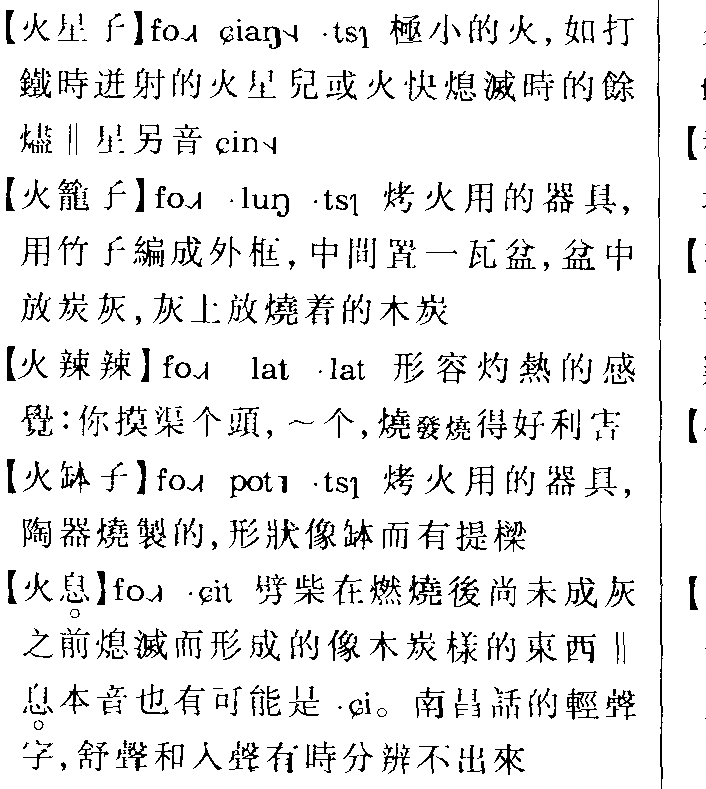 【火星子】foɹ ɕiaŋ˧ ·tsɿ 極小的火,如打
鐵時迸射的火星兒或火快熄滅時的餘
燼‖星另音 ɕin˧
【火籠子】foɹ ·luŋ ·tsɿ 烤火用的器具,
用竹子編成外框,中間置一瓦盆,盆中
放炭灰,灰上放燒着的木炭
【火辣辣】foɹ lat ·lat 形容灼熱的感
覺:你摸渠个頭,～个,燒發燒得好利害
【火缽子】foɹ pot ·tsɿ 烤火用的器具,
陶器燒製的,形狀像缽而有提樑
【火息】foɹ ·ɕit 劈柴在燃燒後尚未成灰
之前熄滅而形成的像木炭樣的東西‖
息本音也有可能是 ·ɕi。南昌話的輕聲
字,舒聲和入聲有時分辨不出來